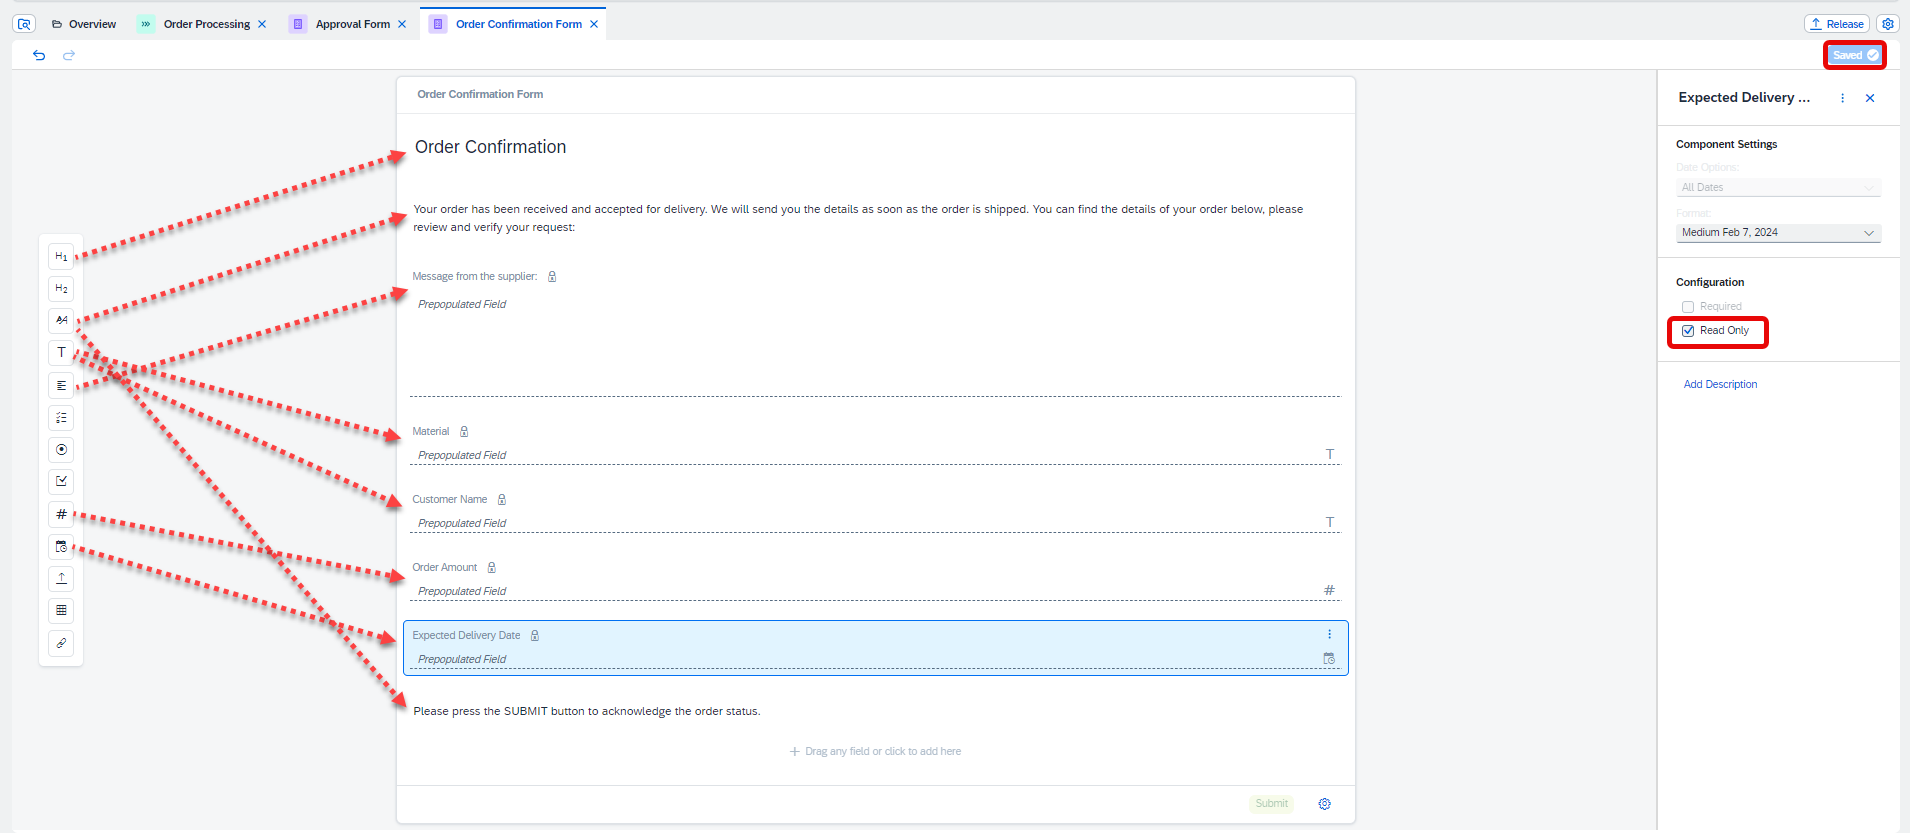 Overview
Order Processing
Approval Form
Order Confirmation Form
Release
Saved
Order Confirmation Form
Order Confirmation
Your order has been received and accepted for delivery. We will send you the details as soon as the order is shipped. You can find the details of your order below, please
review and verify your request:
H1
H2
AA
T
#
Message from the supplier:
Prepopulated Field
Material
Prepopulated Field
T
Customer Name
Prepopulated Field
T
Order Amount
Prepopulated Field
#
Expected Delivery Date
Prepopulated Field
Please press the SUBMIT button to acknowledge the order status.
Drag any field or click to add here
Submit
Expected Delivery ...
Component Settings
Date Options:
All Dates
Format:
Medium Feb 7, 2024
Configuration
Required
Read Only
Add Description